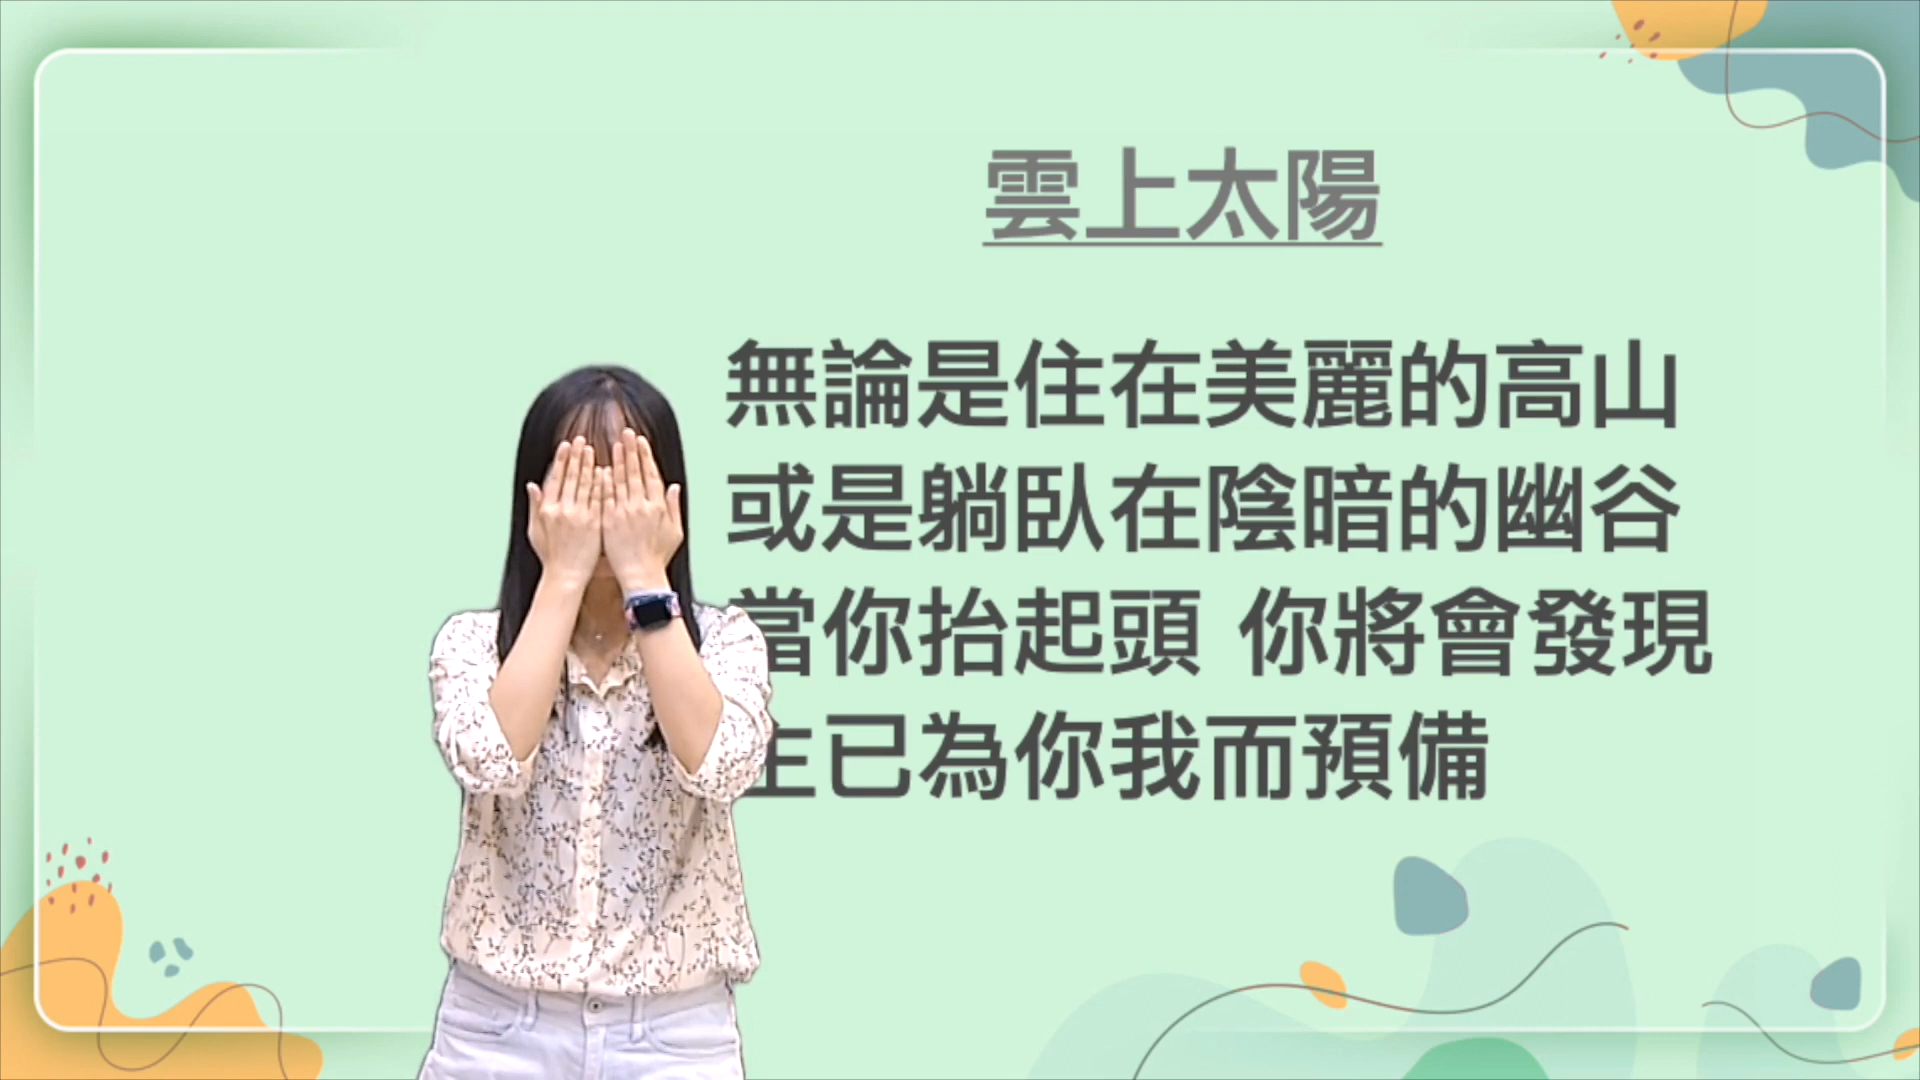 雲上太陽
無論是住在美麗的高山
或是躺臥在陰暗的幽谷
當你抬起頭 你將會發現
主已為你我而預備